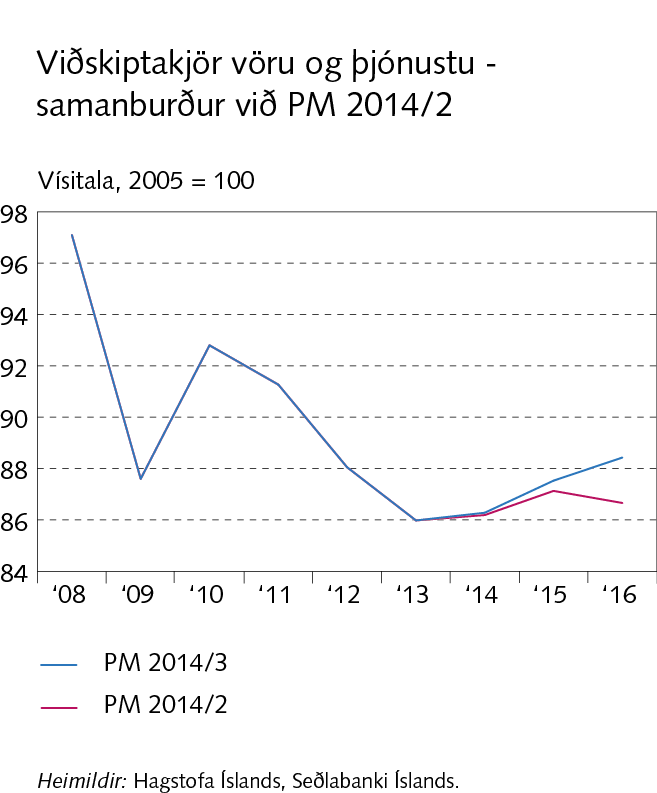 Viðskiptakjör vöru og þjónustu -
samanburður við PM 2014/2
Vísitala, 2005 = 100
98
96
94
92
90
88
86
84
‘08 ‘09 ‘10 ‘11 ‘12 ‘13 ‘14 ‘15 ‘16
PM 2014/3
PM 2014/2
Heimildir: Hagstofa Íslands, Seðlabanki Íslands.